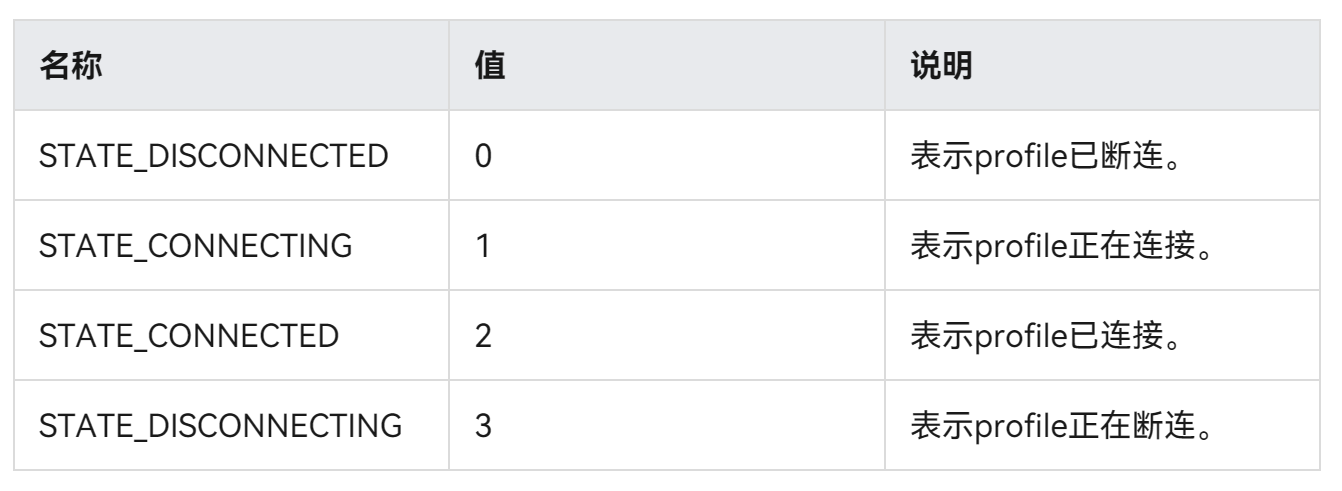 名称 值 说明
STATE_DISCONNECTED 0 表示profile已断连。
STATE_CONNECTING 1 表示profile正在连接。
STATE_CONNECTED 2 表示profile已连接。
STATE_DISCONNECTING 3 表示profile正在断连。